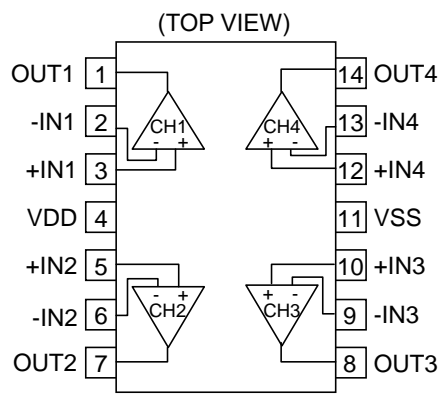 (TOP VIEW)
OUT1 1 14 OUT4
-IN1 2 CH1 CH4 13 -IN4
- + + -
+IN1 3 12 +IN4
VDD 4 11 VSS
+IN2 5 10 +IN3
- + + -
-IN2 6 CH2 CH3 9 -IN3
OUT2 7 8 OUT3